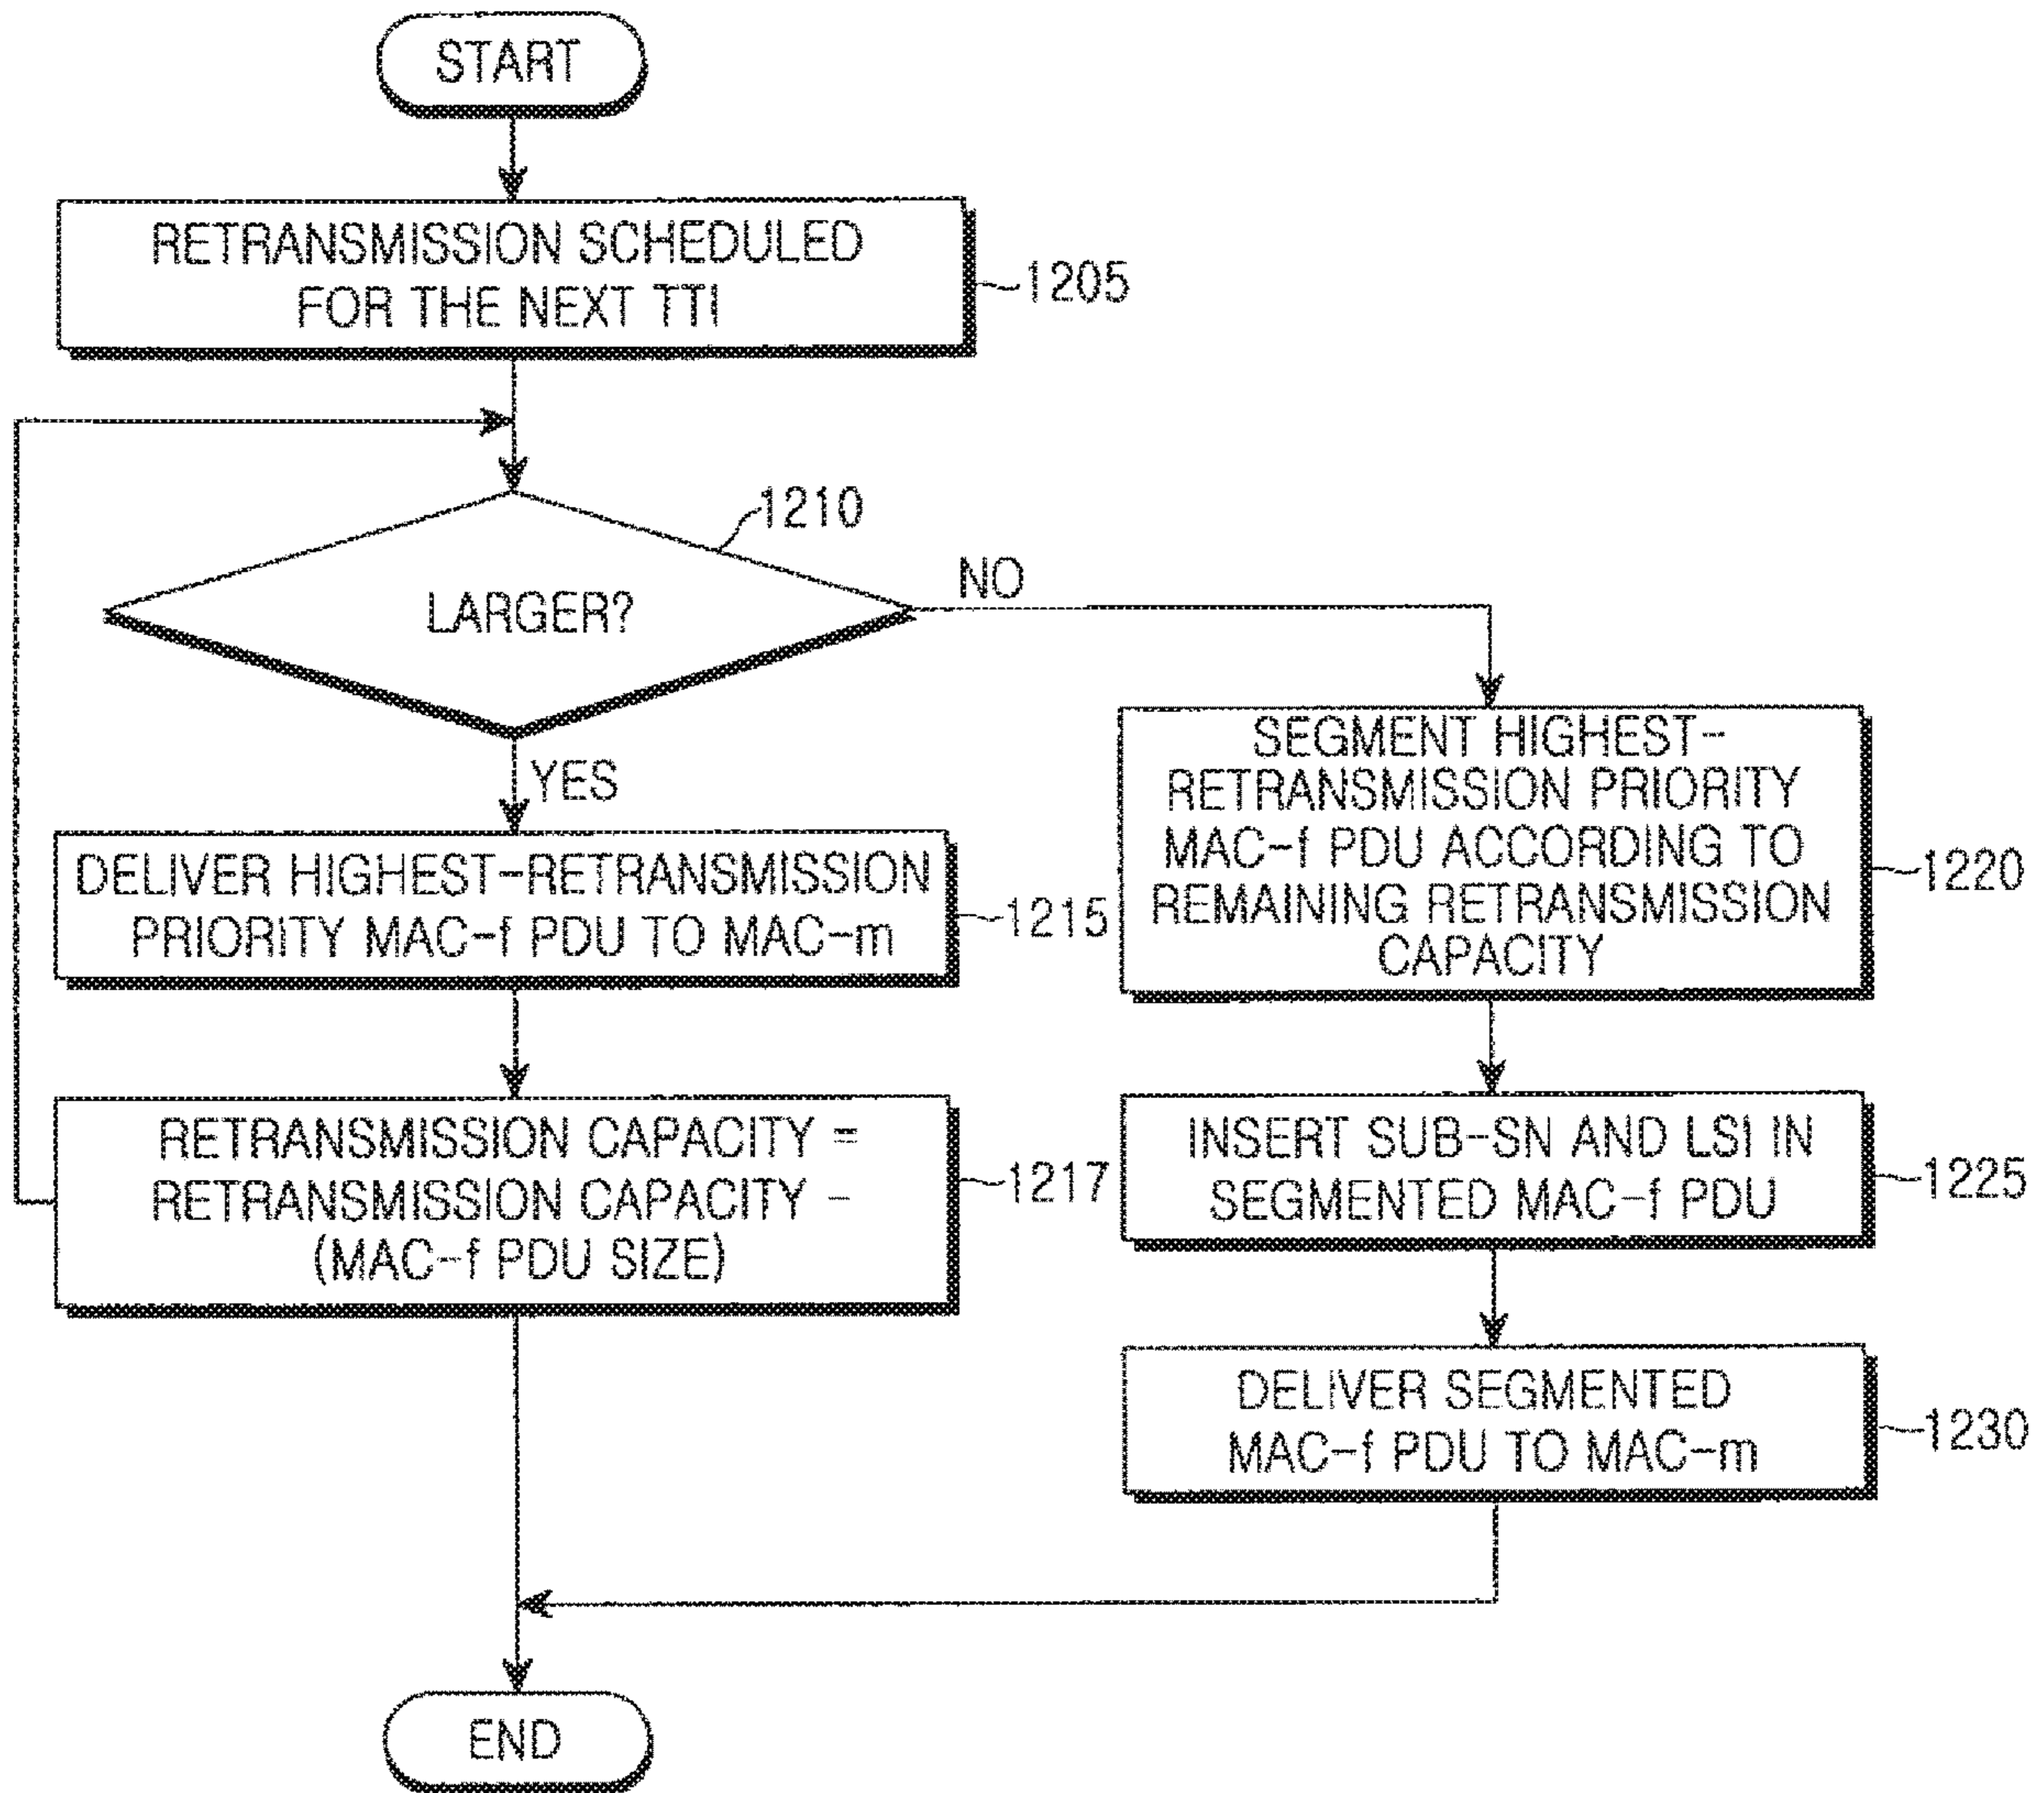 START
RETRANSMISSION SCHEDULED
FOR THE NEXT TTI
1205
1210
LARGER?
NO
YES
DELIVER HIGHEST-RETRANSMISSION
PRIORITY MAC-f PDU TO MAC-m
1215
RETRANSMISSION CAPACITY =
RETRANSMISSION CAPACITY -
(MAC-f PDU SIZE)
1217
SEGMENT HIGHEST-
RETRANSMISSION PRIORITY
MAC-f PDU ACCORDING TO
REMAINING RETRANSMISSION
CAPACITY
1220
INSERT SUB-SN AND LSI IN
SEGMENTED MAC-f PDU
1225
DELIVER SEGMENTED
MAC-f PDU TO MAC-m
1230
END